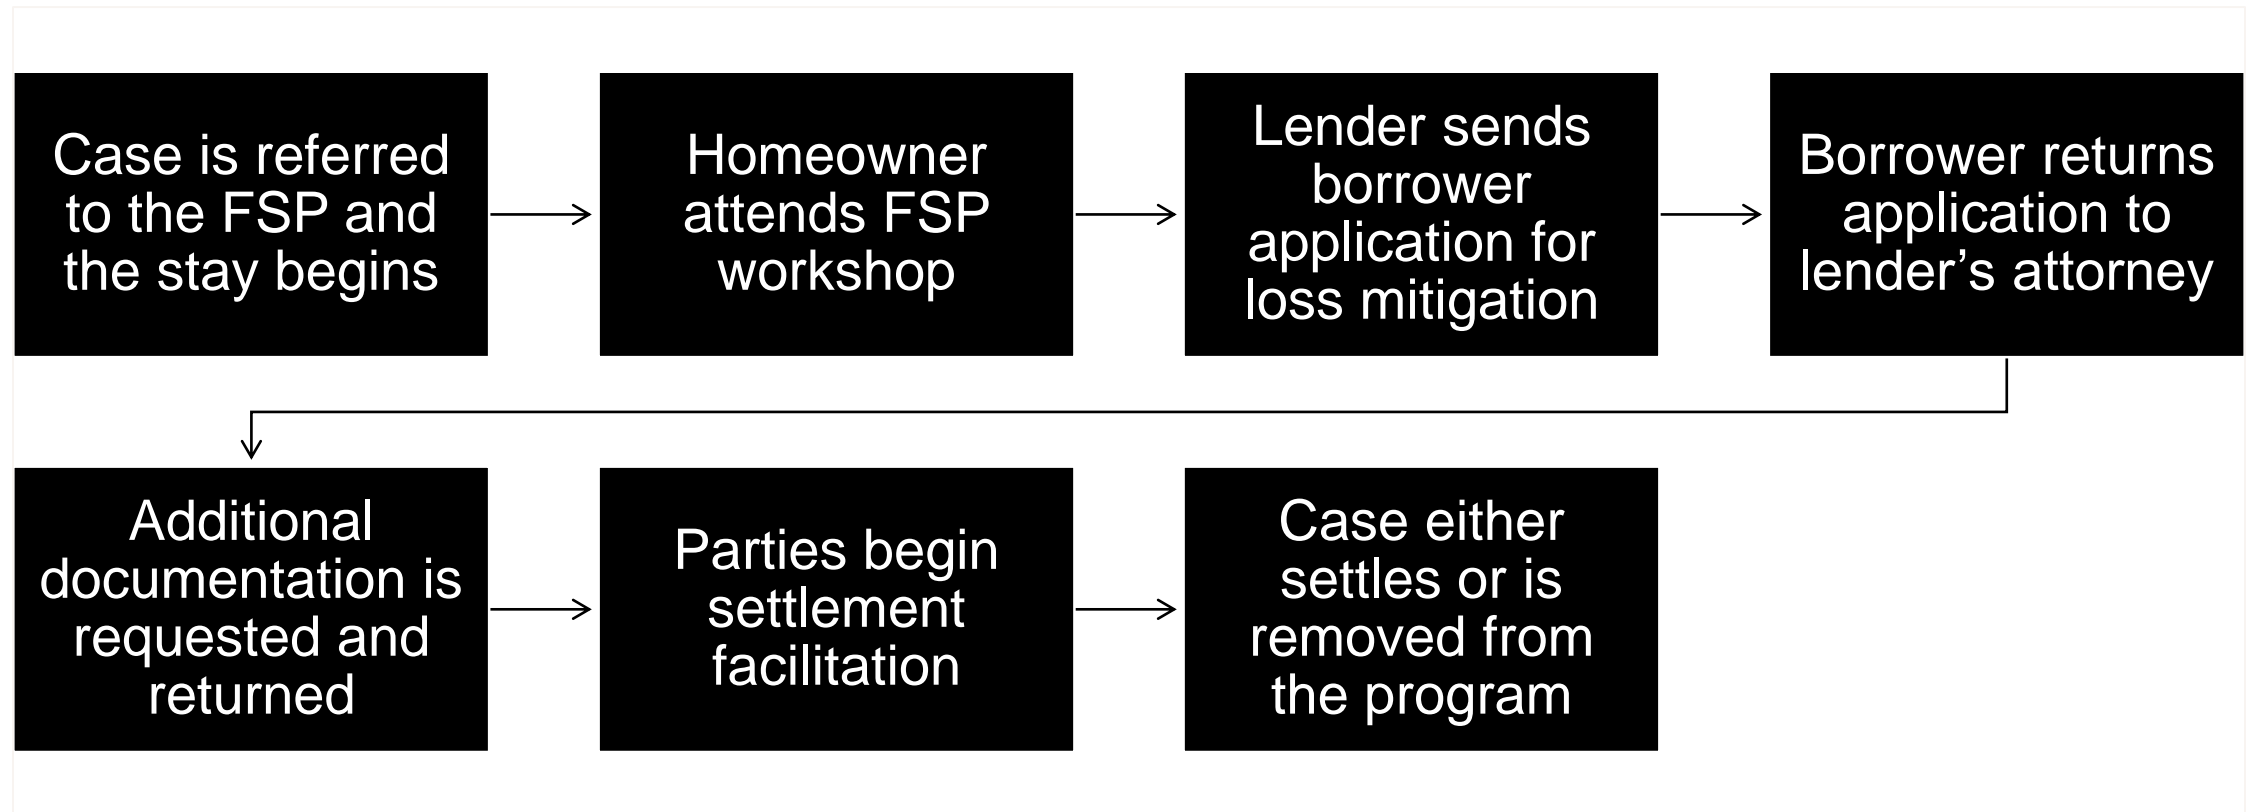 Case is referred
to the FSP and
the stay begins
Homeowner
attends FSP
workshop
Lender sends
borrower
application for
loss mitigation
Borrower returns
application to
lender’s attorney
Additional
documentation is
requested and
returned
Parties begin
settlement
facilitation
Case either
settles or is
removed from
the program